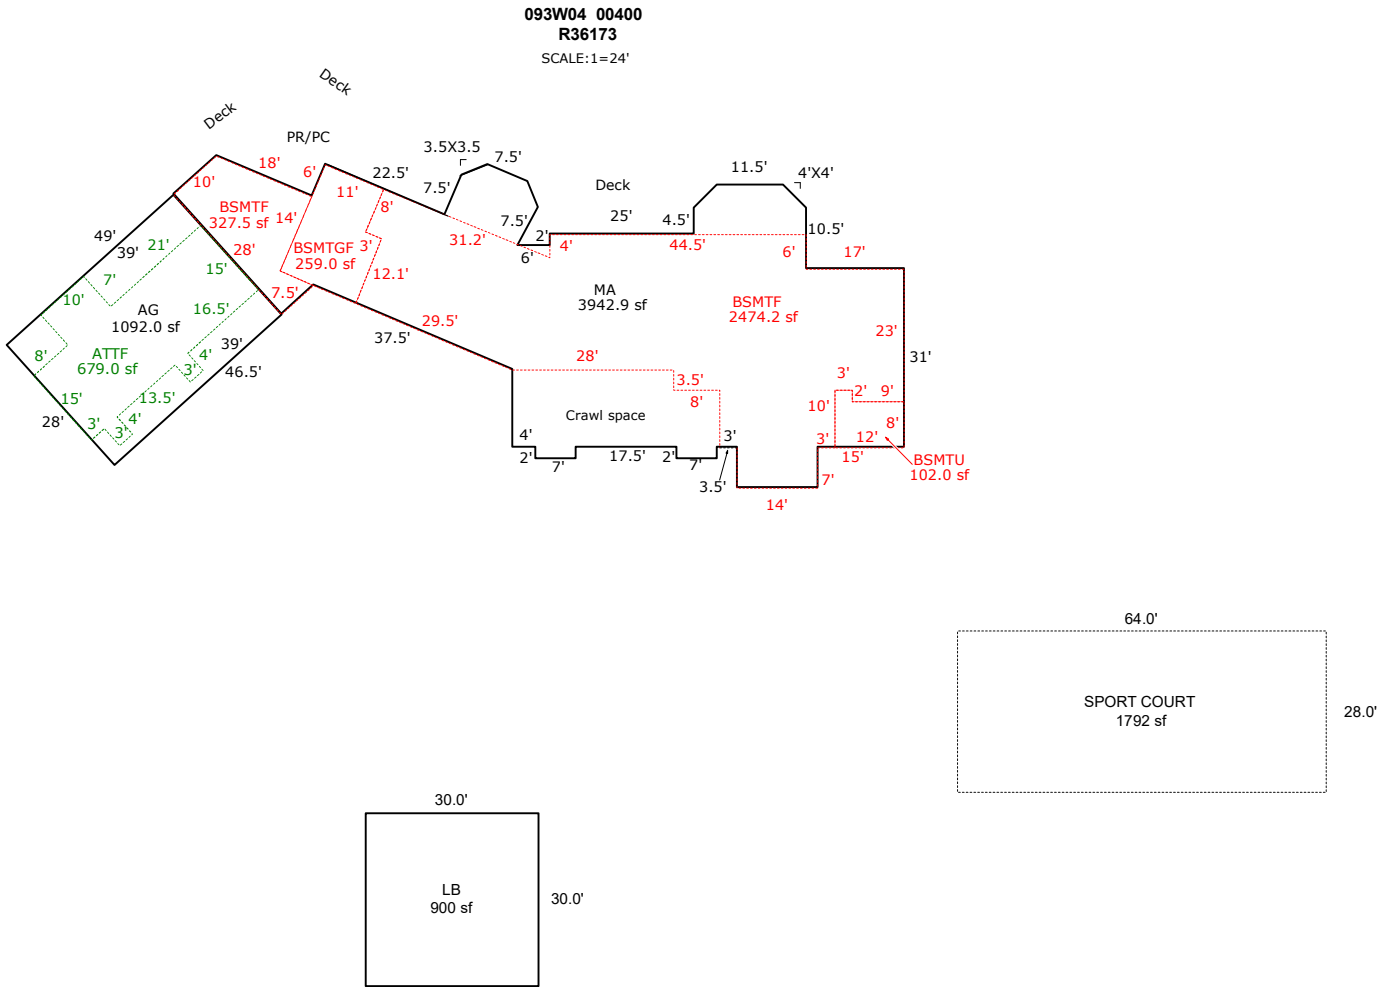 093W04 00400
R36173
SCALE:1=24'
Deck
Deck
PR/PC
3.5X3.5
7.5'
18'
6'
22.5'
11.5'
4'X4'
10'
11'
7.5'
Deck
BSMTF
327.5 sf
14'
8'
7.5'
25'
4.5'
10.5'
49'
39'
21'
28'
BSMTGF
259.0 sf
3'
31.2'
2'
6'
4'
44.5'
6'
17'
7'
15'
12.1'
10'
7.5'
16.5'
MA
3942.9 sf
BSMTF
2474.2 sf
AG
1092.0 sf
29.5'
37.5'
23'
31'
39'
46.5'
ATTF
679.0 sf
8'
4'
3'
28'
3.5'
8'
3'
2'
9'
15'
13.5'
10'
28'
3'
4'
3'
Crawl space
8'
4'
2'
7'
17.5'
2'
7'
3'
3.5'
3'
12'
15'
BSMTU
102.0 sf
7'
14'
64.0'
SPORT COURT
1792 sf
28.0'
30.0'
LB
900 sf
30.0'